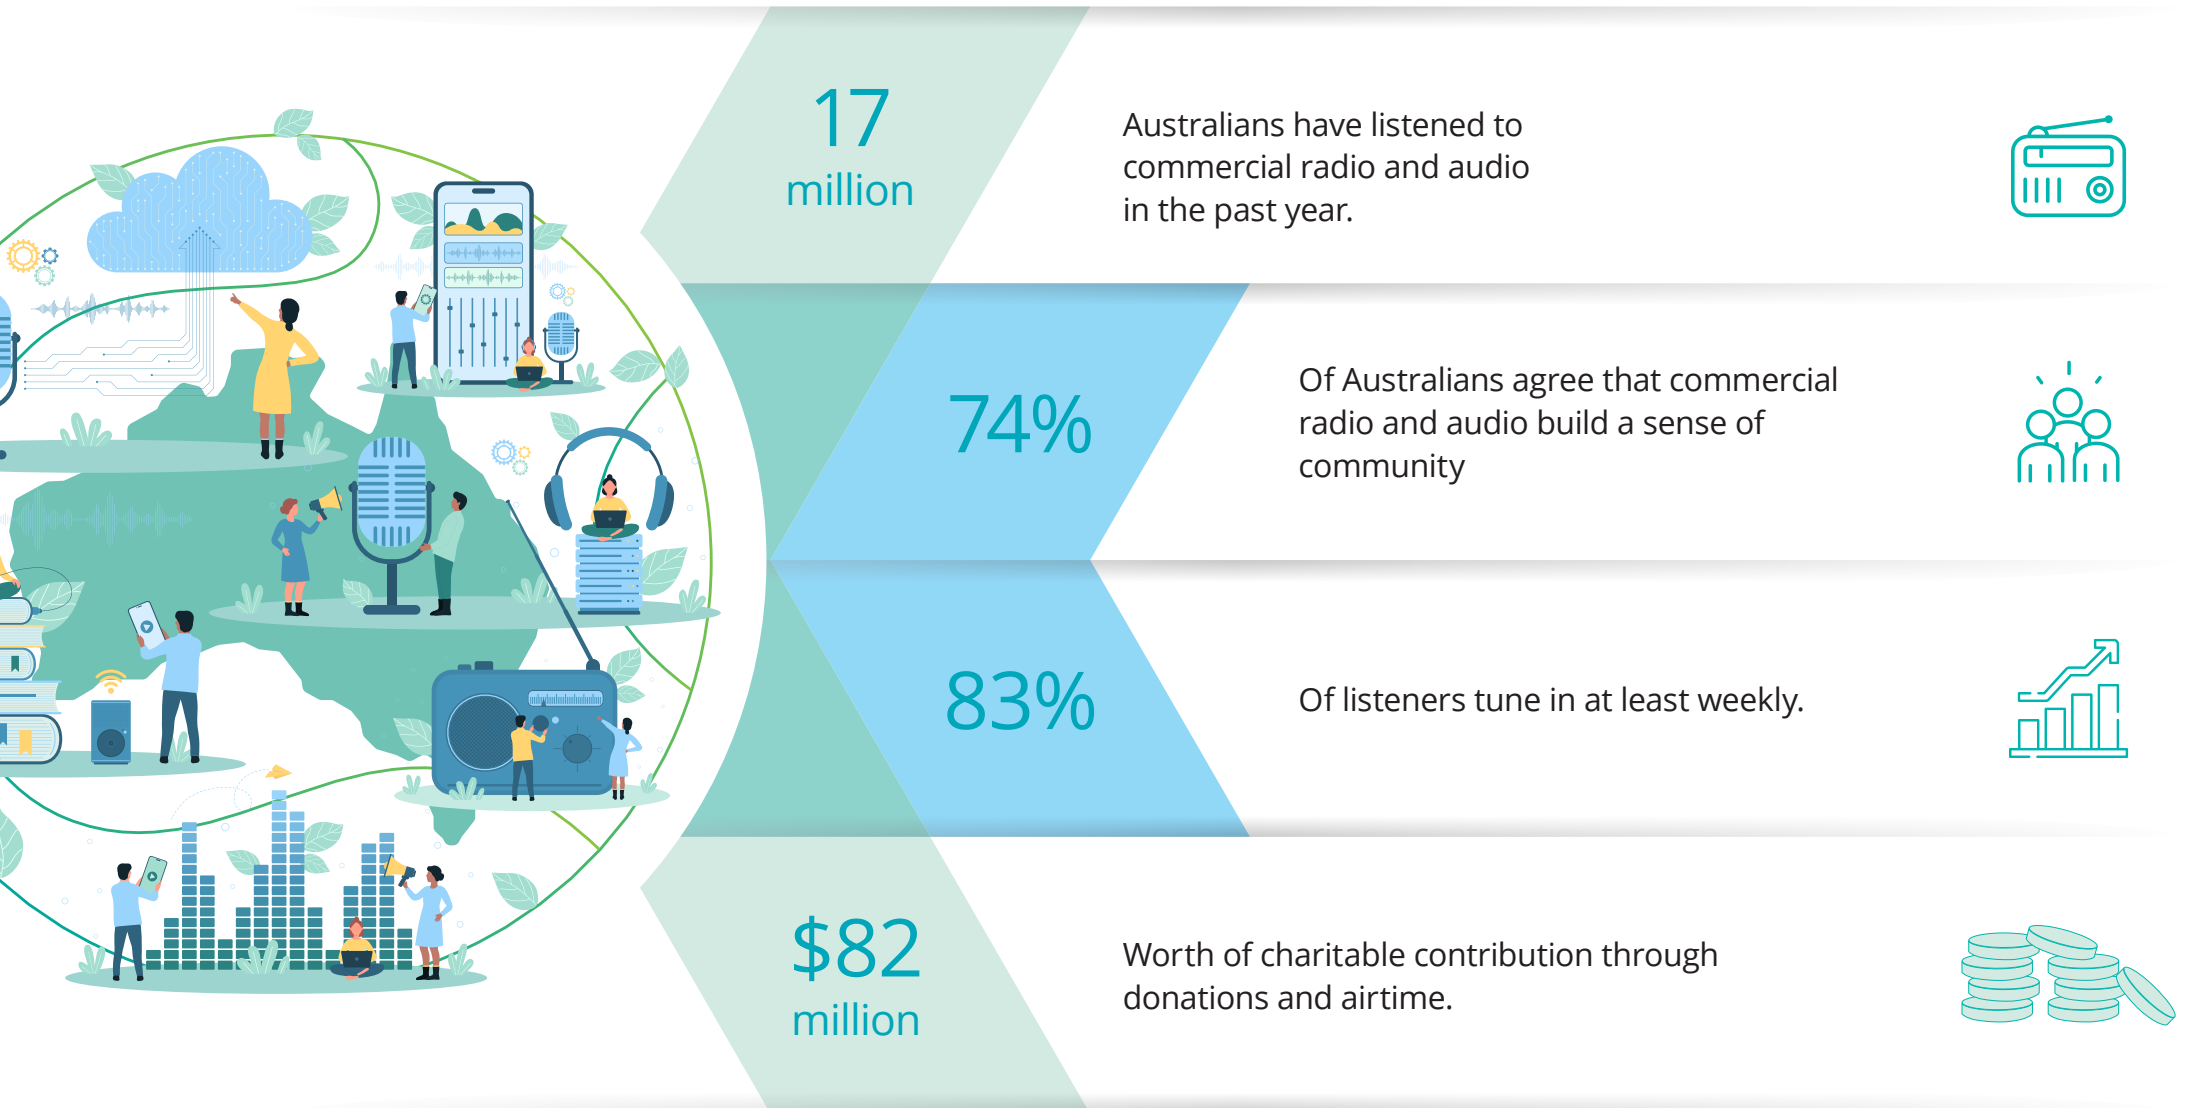 17
million
Australians have listened to
commercial radio and audio
in the past year.
74%
Of Australians agree that commercial
radio and audio build a sense of
community
83%
Of listeners tune in at least weekly.
$82
million
Worth of charitable contribution through
donations and airtime.